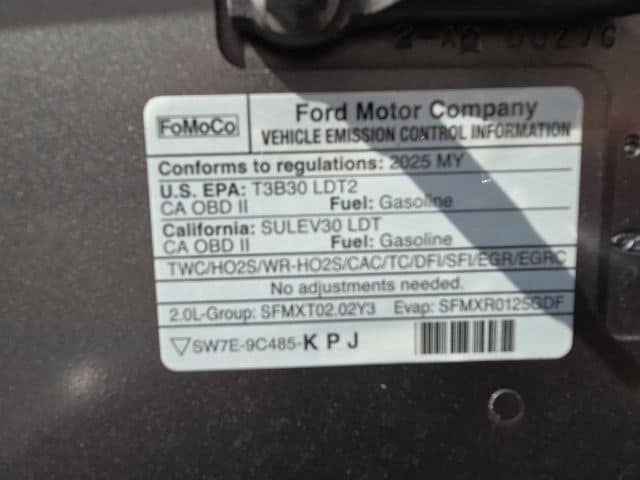 FoMoCo
Ford Motor Company
VEHICLE EMISSION CONTROL INFORMATION
Conforms to regulations: 2025 MY
U.S. EPA: T3B30 LDT2
CA OBD II Fuel: Gasoline
California: SULEV30 LDT
CA OBD II Fuel: Gasoline
TWC/HO2S/WR-HO2S/CAC/TC/DFI/SFI/EGR/EGRC
No adjustments needed.
2.0L-Group: SFMXT02.02Y3 Evap: SFMXR0125GDF
SW7E-9C485-KPJ